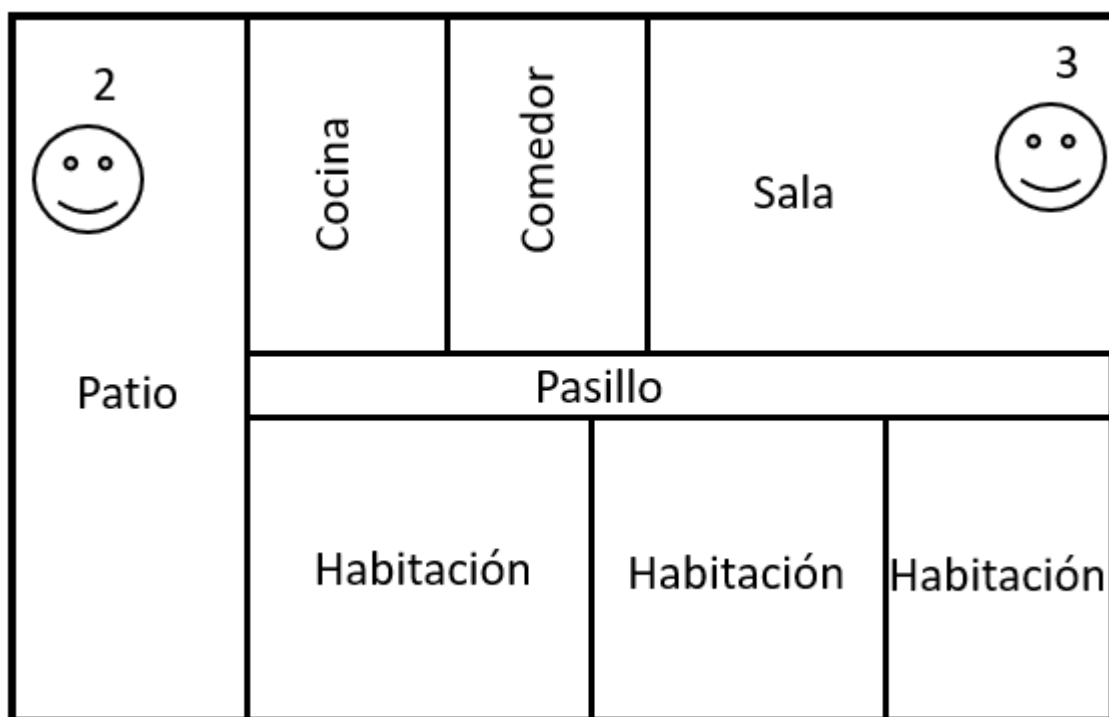 2
3
Cocina
Comedor
Sala
Patio
Pasillo
Habitación
Habitación
Habitación